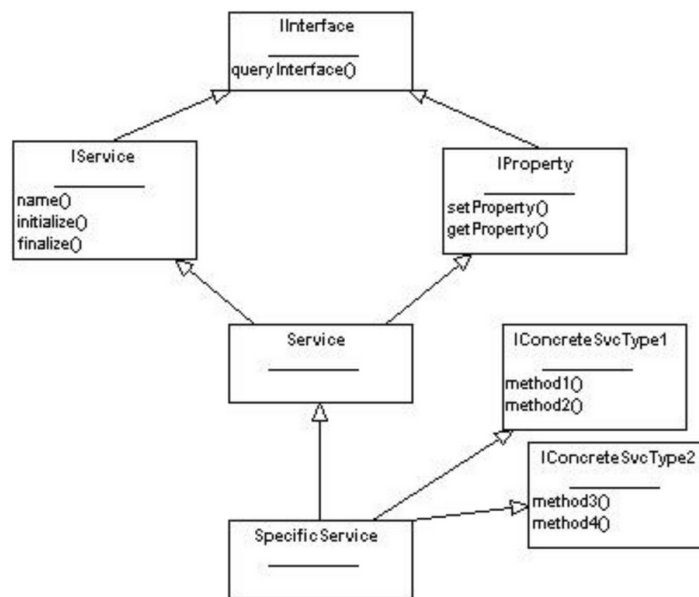 IInterface
queryInterface()
IService
name()
initialize()
finalize()
IProperty
setProperty()
getProperty()
Service
IConcreteSvcType1
method1()
method2()
IConcreteSvcType2
method3()
method4()
SpecificService